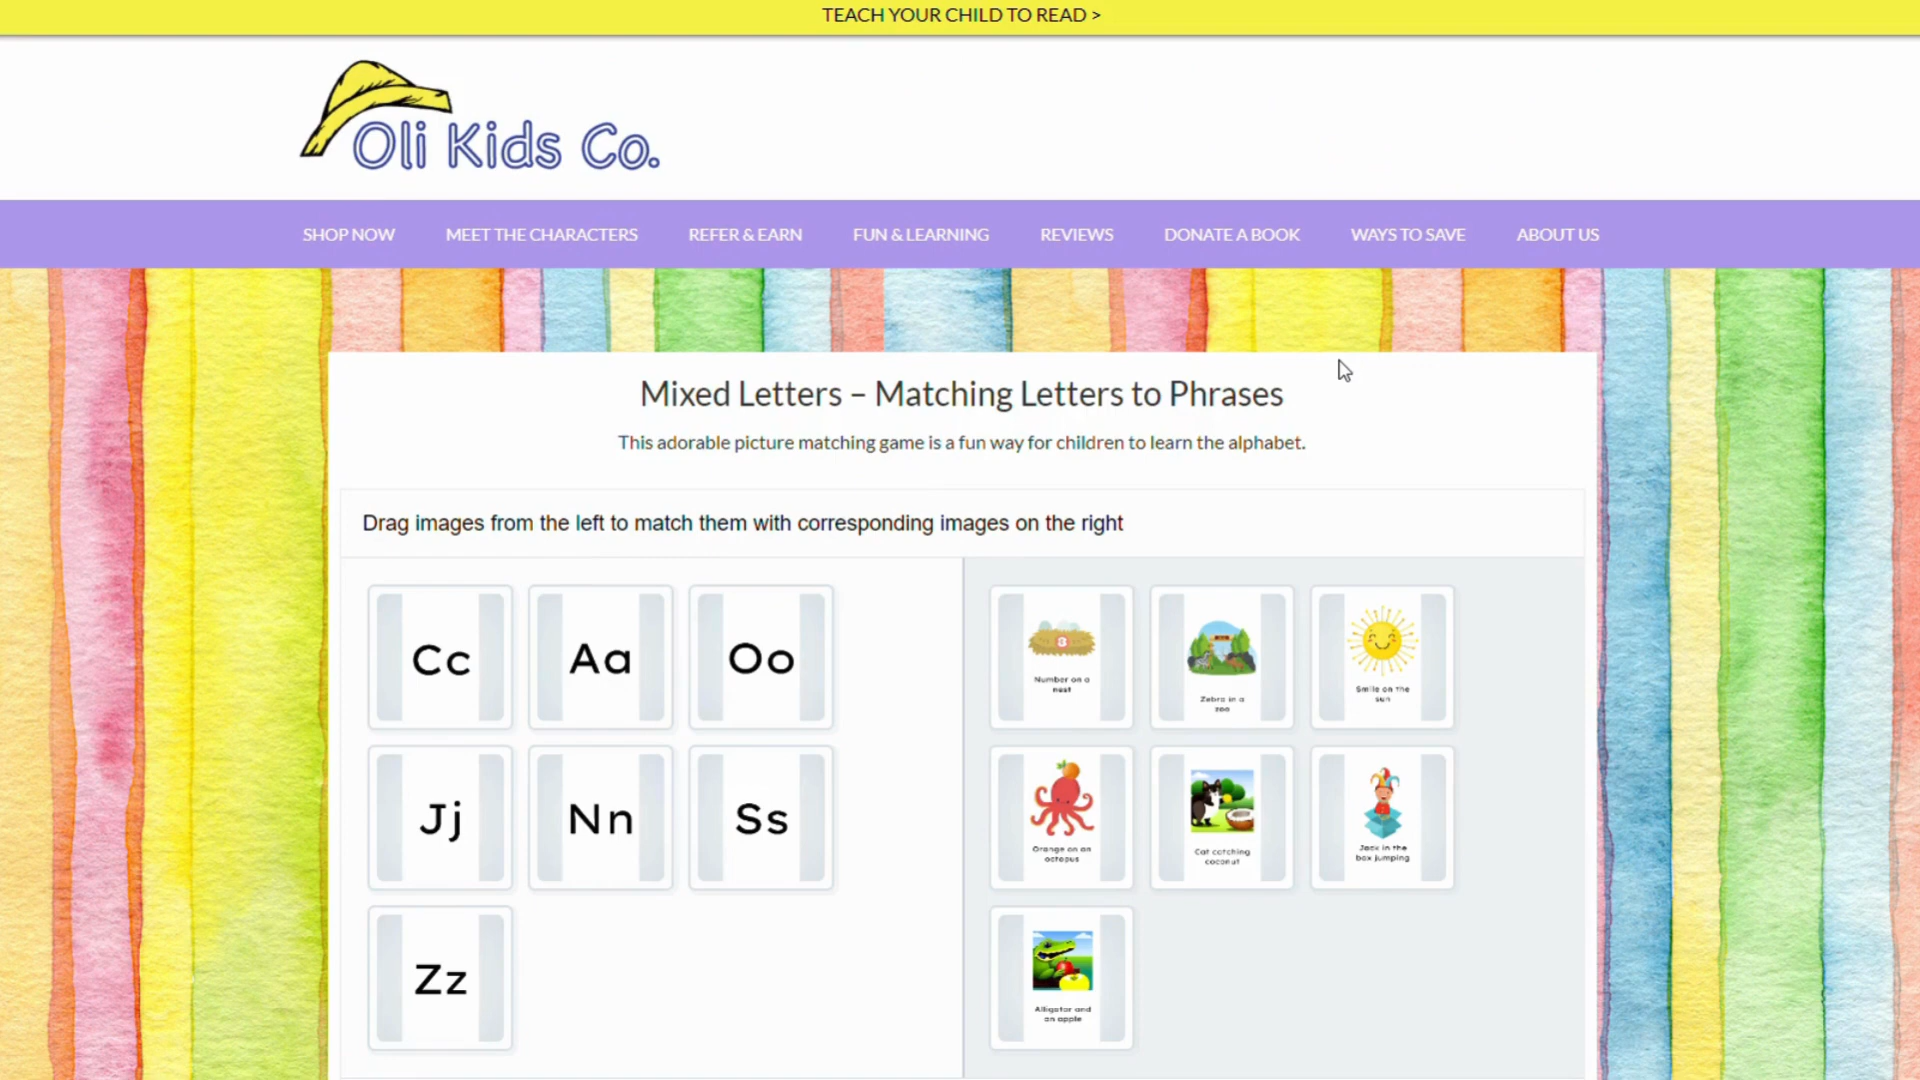 TEACH YOUR CHILD TO READ >
Oli Kids Co.
SHOP NOW
MEET THE CHARACTERS
REFER & EARN
FUN & LEARNING
REVIEWS
DONATE A BOOK
WAYS TO SAVE
ABOUT US
Mixed Letters – Matching Letters to Phrases
This adorable picture matching game is a fun way for children to learn the alphabet.
Drag images from the left to match them with corresponding images on the right
Cc
Aa
Oo
Jj
Nn
Ss
Zz
Number on a
nest
Zebra in a
zoo
Smile on the
sun
Orange on an
octopus
Cat catching
coconut
Jack in the
box jumping
Alligator and
an apple